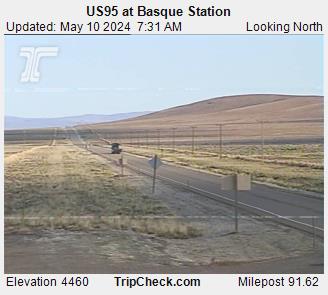 US95 at Basque Station
Updated: May 10 2024 7:31 AM Looking North
Elevation 4460 TripCheck.com Milepost 91.62